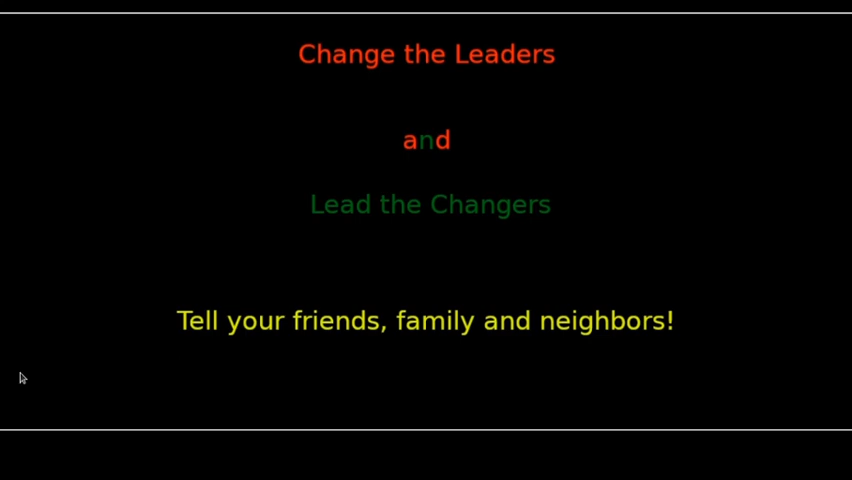 Change the Leaders
and
Lead the Changers
Tell your friends, family and neighbors!